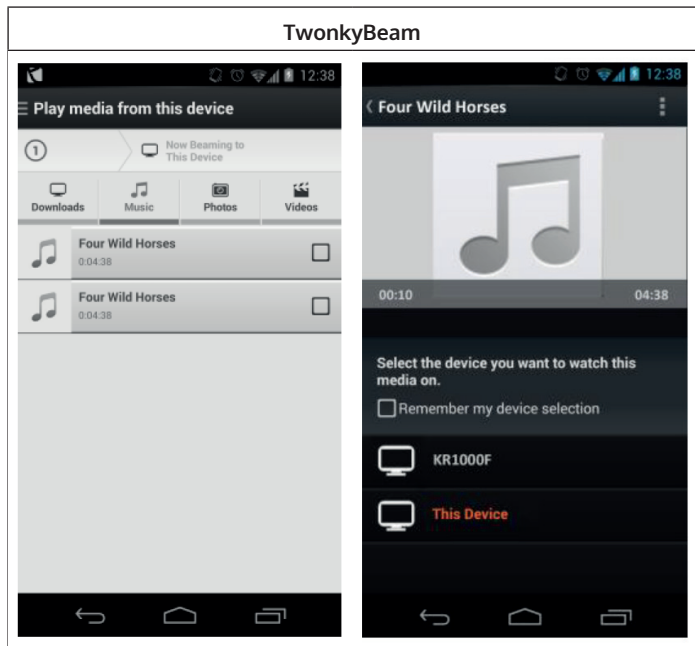 TwonkyBeam
12:38
Play media from this device
1
Now Beaming to
This Device
Downloads
Music
Photos
Videos
Four Wild Horses
0:04:38
Four Wild Horses
0:04:38
12:38
Four Wild Horses
00:10
04:38
Select the device you want to watch this
media on.
Remember my device selection
KR1000F
This Device